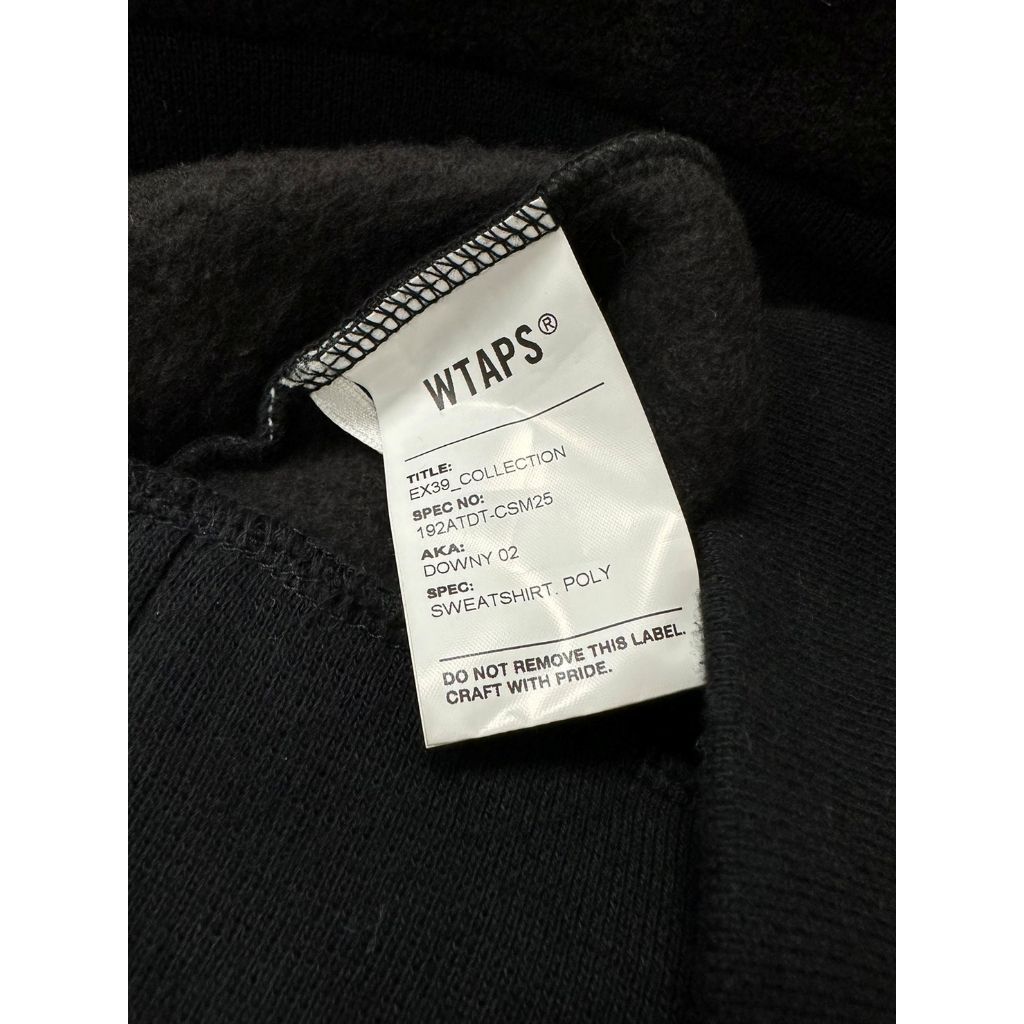 WTAPS®
TITLE:
EX39_COLLECTION
SPEC NO:
192ATDT-CSM25
AKA:
DOWNY 02
SPEC:
SWEATSHIRT. POLY
DO NOT REMOVE THIS LABEL.
CRAFT WITH PRIDE.